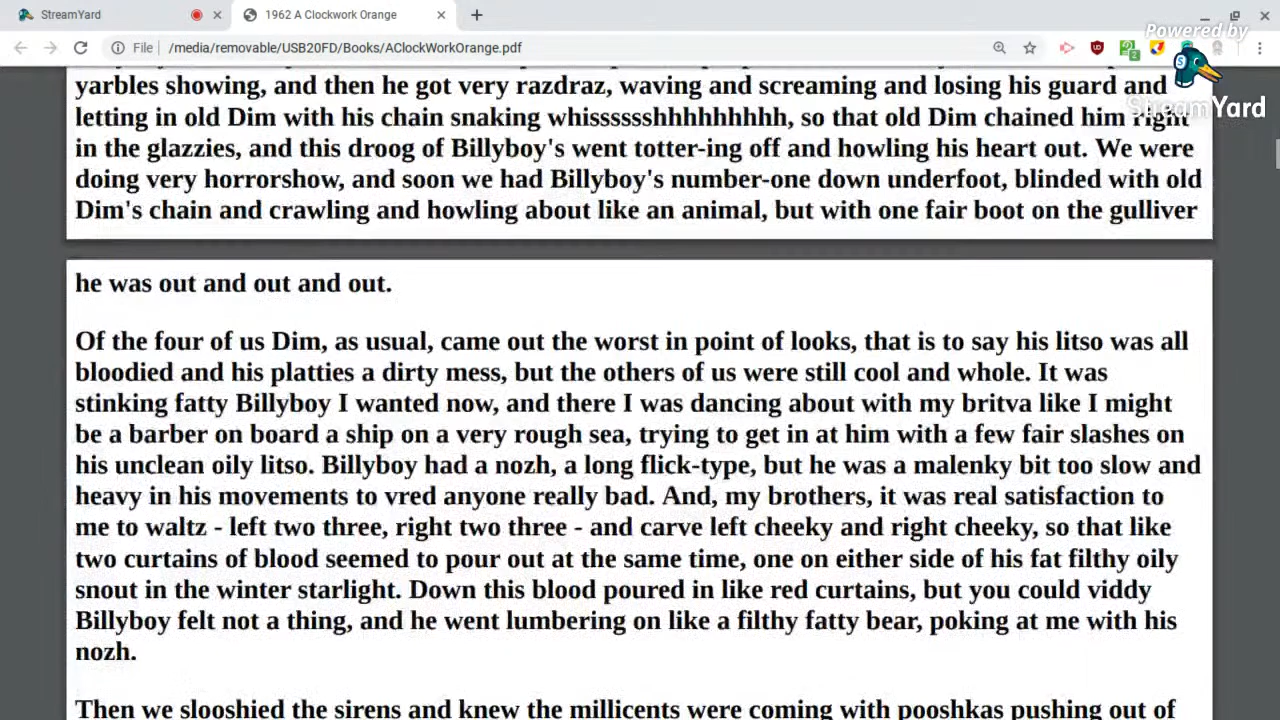 StreamYard
1962 A Clockwork Orange
File
/media/removable/USB20FD/Books/AClockWorkOrange.pdf
Powered by
StreamYard
yarbles showing, and then he got very razdraz, waving and screaming and losing his guard and
letting in old Dim with his chain snaking whisssssshhhhhhhhhh, so that old Dim chained him right
in the glazzies, and this droog of Billyboy's went totter-ing off and howling his heart out. We were
doing very horrorshow, and soon we had Billyboy's number-one down underfoot, blinded with old
Dim's chain and crawling and howling about like an animal, but with one fair boot on the gulliver
he was out and out and out.
Of the four of us Dim, as usual, came out the worst in point of looks, that is to say his litso was all
bloodied and his platties a dirty mess, but the others of us were still cool and whole. It was
stinking fatty Billyboy I wanted now, and there I was dancing about with my britva like I might
be a barber on board a ship on a very rough sea, trying to get in at him with a few fair slashes on
his unclean oily litso. Billyboy had a nozh, a long flick-type, but he was a malenky bit too slow and
heavy in his movements to vred anyone really bad. And, my brothers, it was real satisfaction to
me to waltz - left two three, right two three - and carve left cheeky and right cheeky, so that like
two curtains of blood seemed to pour out at the same time, one on either side of his fat filthy oily
snout in the winter starlight. Down this blood poured in like red curtains, but you could viddy
Billyboy felt not a thing, and he went lumbering on like a filthy fatty bear, poking at me with his
nozh.
Then we slooshied the sirens and knew the millicents were coming with pooshkas pushing out of